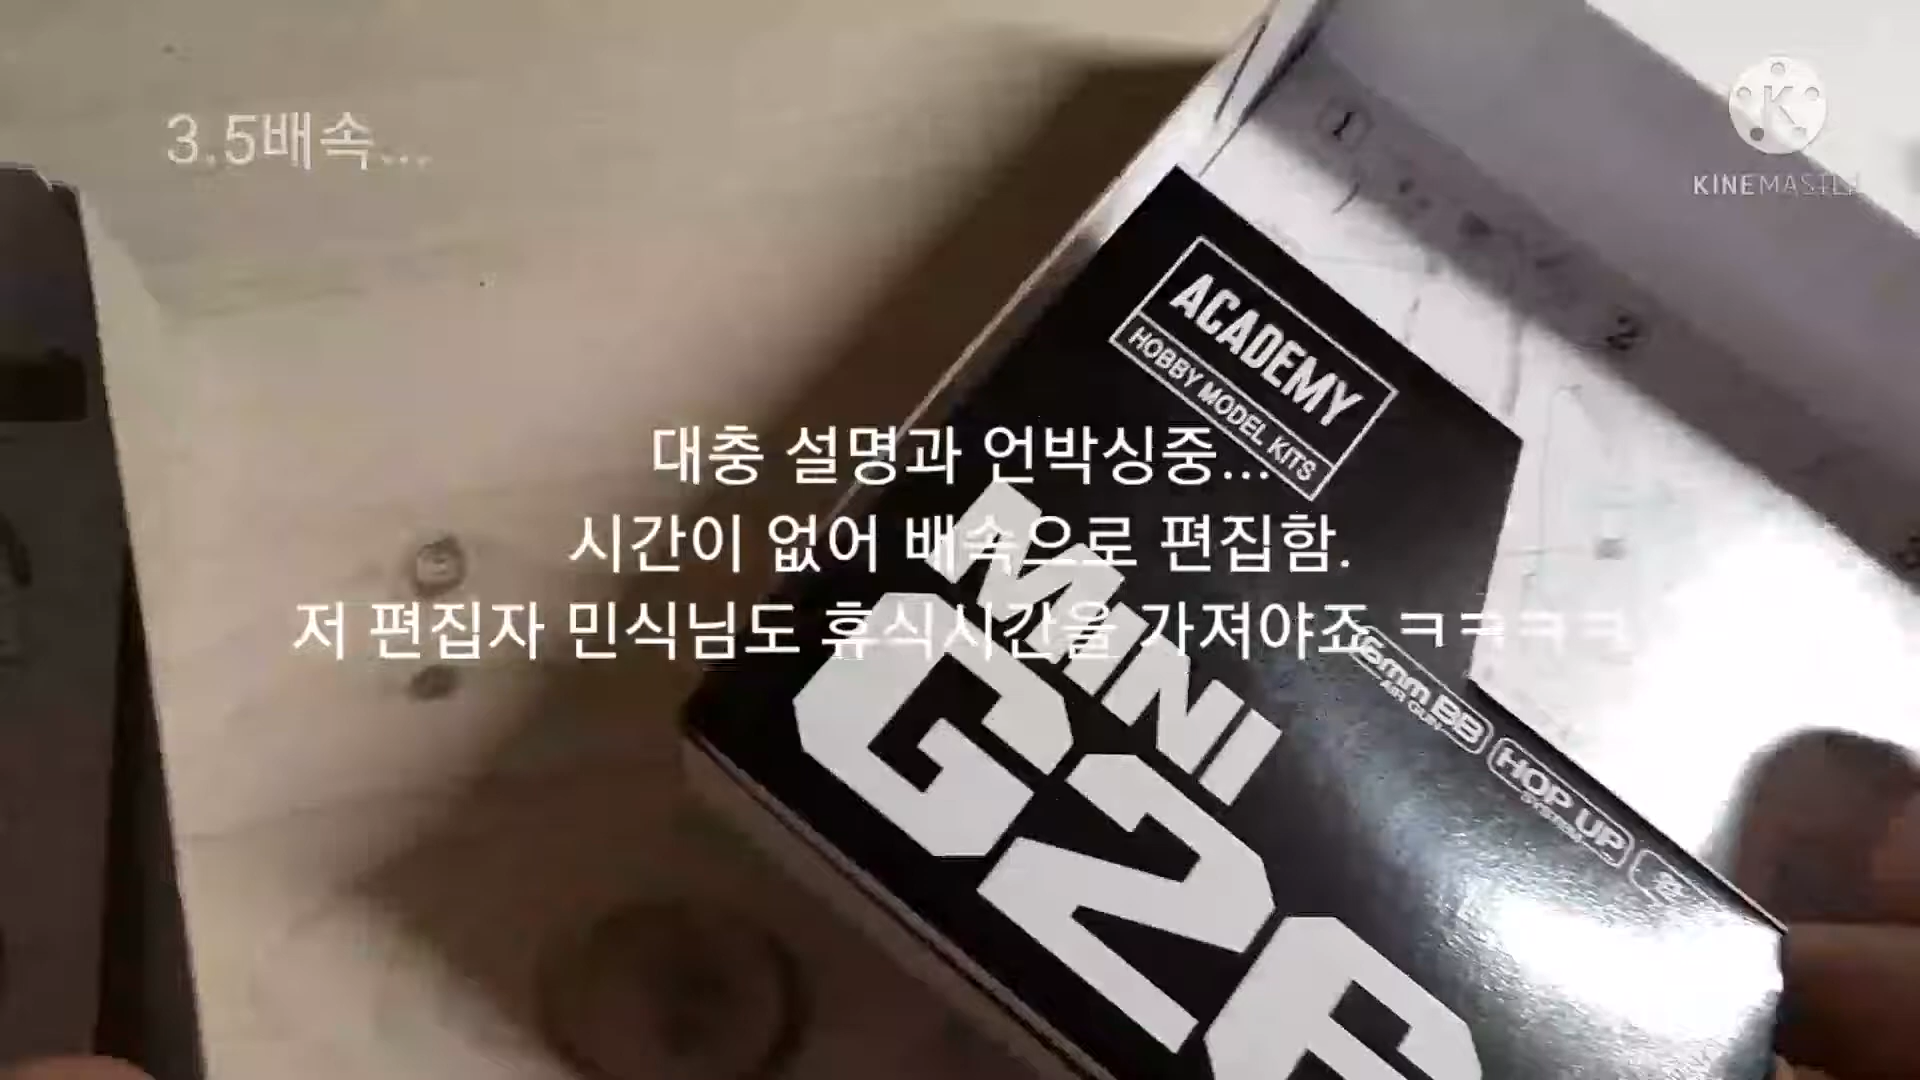 3.5배속...
KINEMASTER
1
2
ACADEMY
HOBBY MODEL KITS
대충 설명과 언박싱중...
시간이 없어 배속으로 편집함.
저 편집자 민식님도 휴식시간을 가져야죠 ㅋㅋㅋㅋ
MINI
G26
6mm BB
AIR GUN
HOP UP
SYSTEM